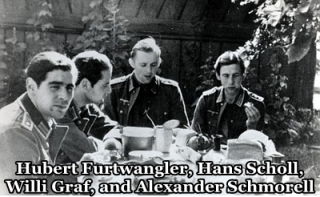 Hubert Furtwangler, Hans Scholl,
Willi Graf, and Alexander Schmorell